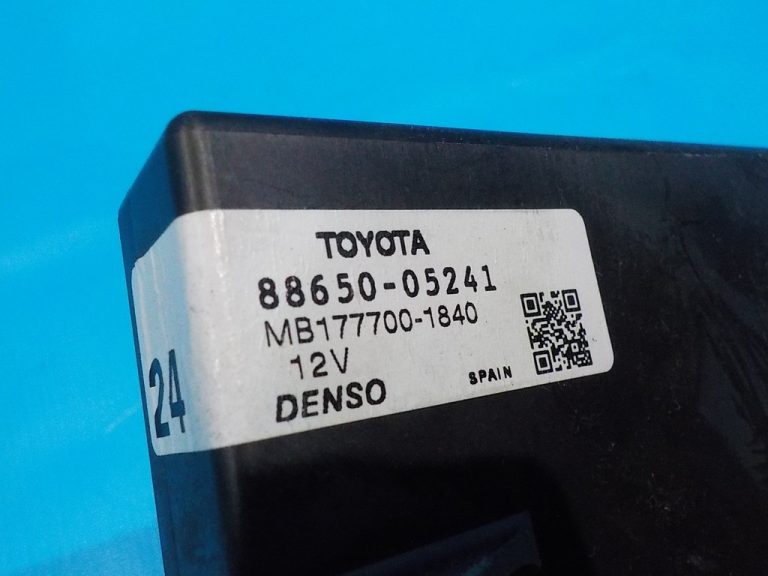 TOYOTA
88650-05241
MB177700-1840
12V
DENSO
SPAIN
24